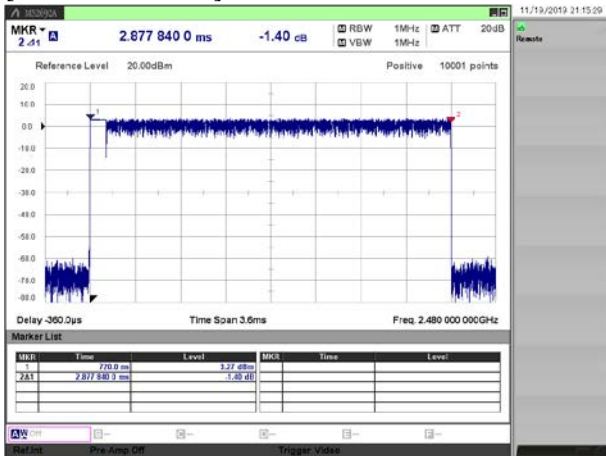 MS2692A
11/19/2019 21:15:29
MKR A 2.877 840 0 ms -1.40 dB M RBW 1MHz M ATT 20dB
2Δ1 M VBW 1MHz
Remote
Reference Level 20.00dBm Positive 10001 points
20.0
10.0
1
2
0.0
-10.0
-20.0
-30.0
-40.0
-50.0
-60.0
-70.0
-80.0
Delay -360.0µs Time Span 3.6ms Freq. 2.480 000 000GHz
Marker List
MKR Time Level MKR Time Level
1 770.0 ns 3.27 dBm
2Δ1 2.877 840 0 ms -1.40 dB
AW Off
Ref.Int Pre-Amp Off Trigger Video